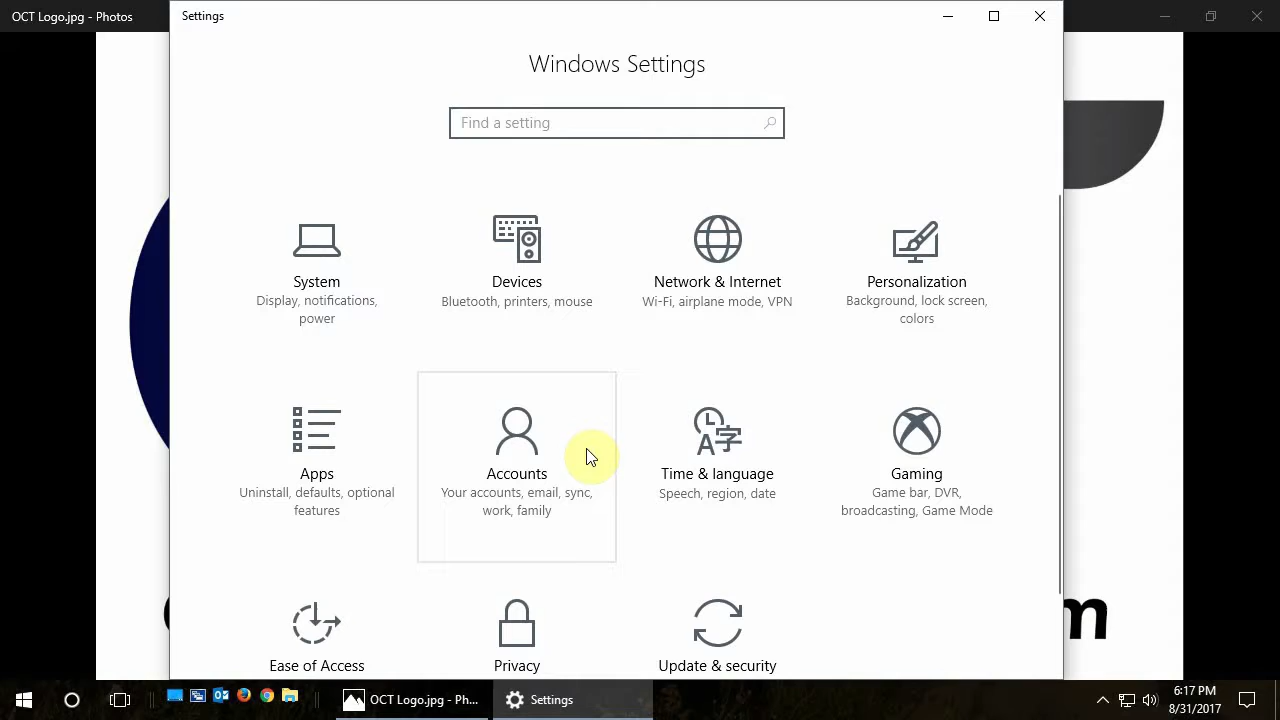 OCT Logo.jpg - Photos
Settings
Windows Settings
Find a setting
System
Display, notifications,
power
Devices
Bluetooth, printers, mouse
Network & Internet
Wi-Fi, airplane mode, VPN
Personalization
Background, lock screen,
colors
Apps
Uninstall, defaults, optional
features
Accounts
Your accounts, email, sync,
work, family
Time & language
Speech, region, date
Gaming
Game bar, DVR,
broadcasting, Game Mode
Ease of Access
Privacy
Update & security
m
OCT Logo.jpg - Pho...
Settings
6:17 PM
8/31/2017